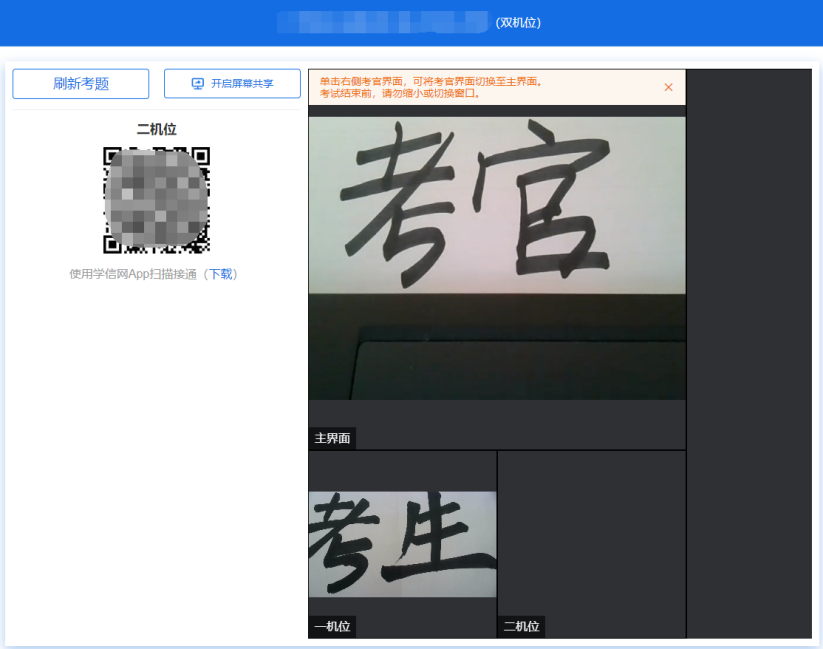 (双机位)
刷新考题
开启屏幕共享
二机位
使用学信网App扫描接通（下载）
单击右侧考官界面，可将考官界面切换至主界面。
考试结束前，请勿缩小或切换窗口。
考官
主界面
考生
一机位
二机位